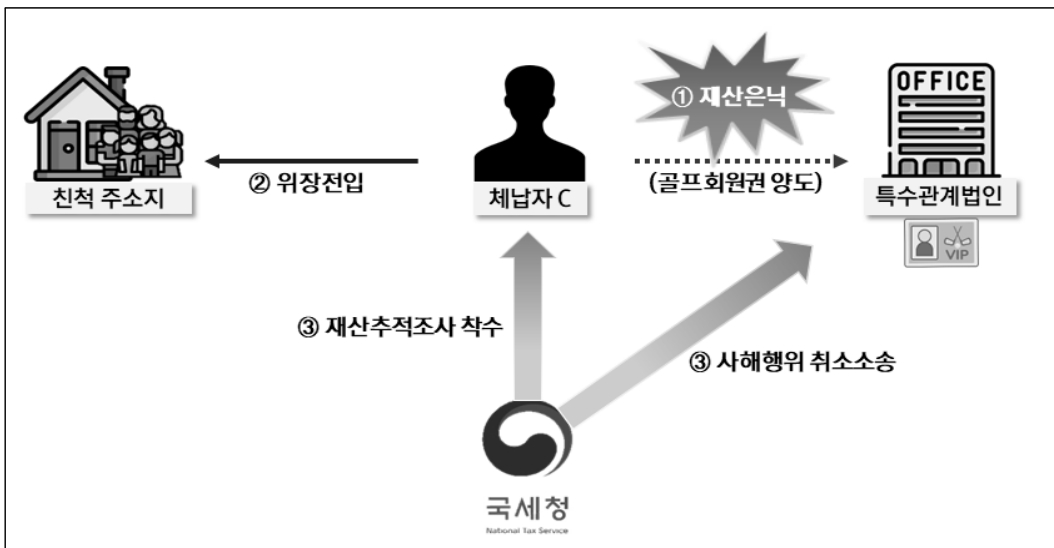 OFFICE
① 재산은닉
② 위장전입
(골프회원권 양도)
친척 주소지
체납자 C
특수관계법인
VIP
③ 재산추적조사 착수
③ 사해행위 취소소송
국세청
National Tax Service